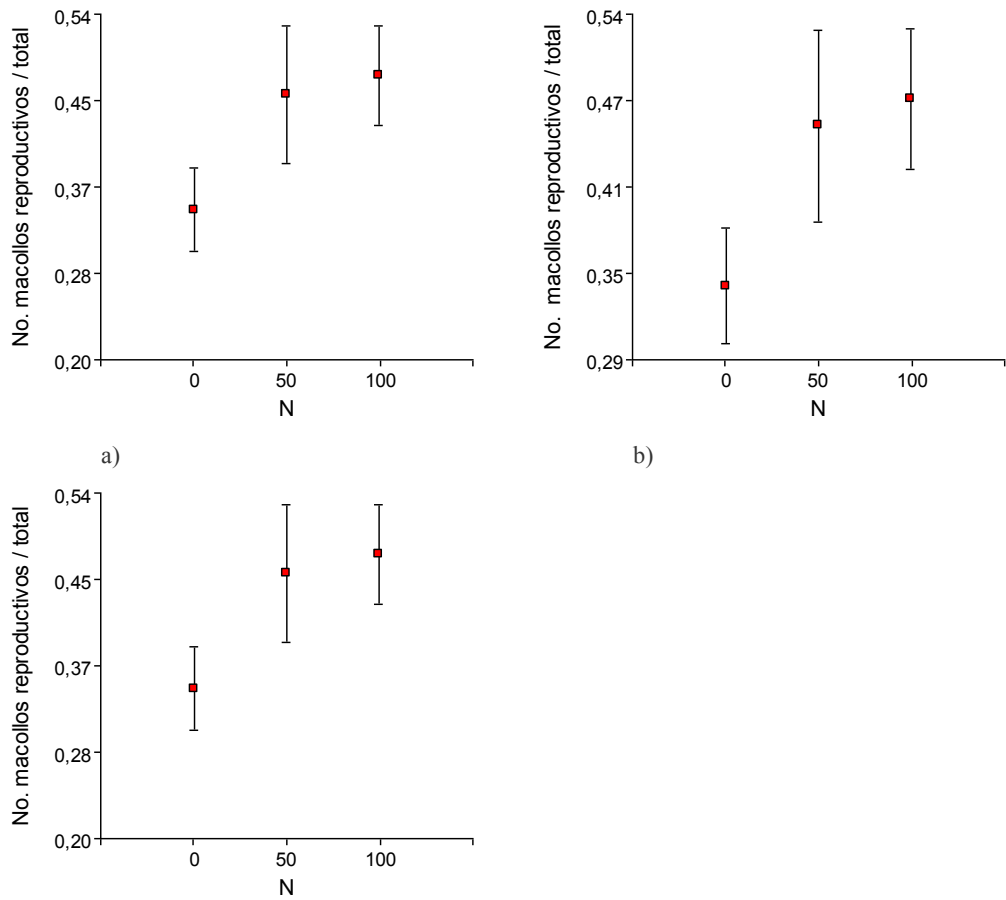 No. macollos reproductivos / total
0,54
0,45
0,37
0,28
0,20
0 50 100
N
a)
No. macollos reproductivos / total
0,54
0,47
0,41
0,35
0,29
0 50 100
N
b)
No. macollos reproductivos / total
0,54
0,45
0,37
0,28
0,20
0 50 100
N